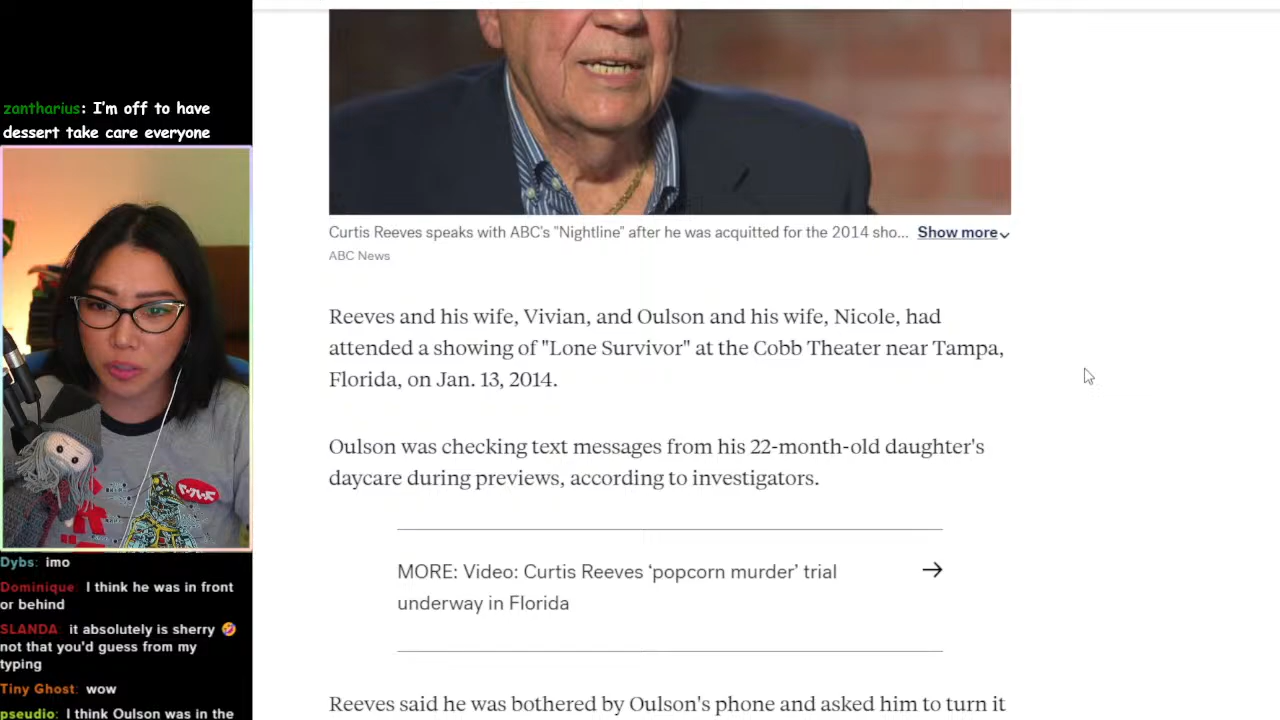 zantharius: I'm off to have
dessert take care everyone
Dybs: imo
Dominique: I think he was in front
or behind
SLANDA: it absolutely is sherry 🤣
not that you'd guess from my
typing
Tiny Ghost: wow
pseudio: I think Oulson was in the
Curtis Reeves speaks with ABC's "Nightline" after he was acquitted for the 2014 sho... Show more
ABC News
Reeves and his wife, Vivian, and Oulson and his wife, Nicole, had
attended a showing of "Lone Survivor" at the Cobb Theater near Tampa,
Florida, on Jan. 13, 2014.
Oulson was checking text messages from his 22-month-old daughter's
daycare during previews, according to investigators.
MORE: Video: Curtis Reeves ‘popcorn murder’ trial
underway in Florida
Reeves said he was bothered by Oulson's phone and asked him to turn it